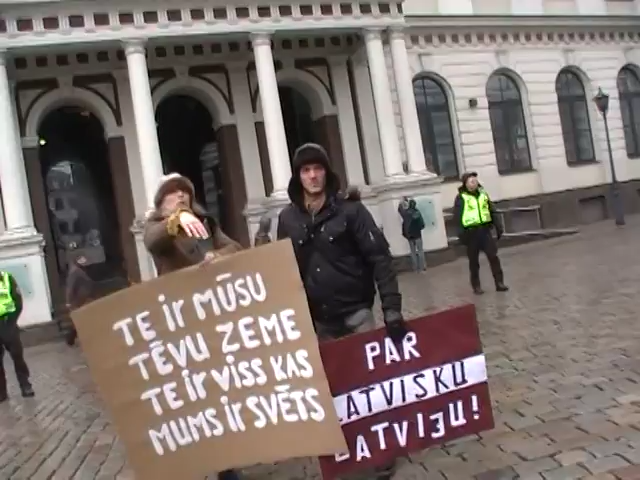 TE iR MŪSU
TĒVU ZEME
TE iR VISS KAS
MUMS iR SVĒTS
PAR
LATVISKU
LATVIJU!